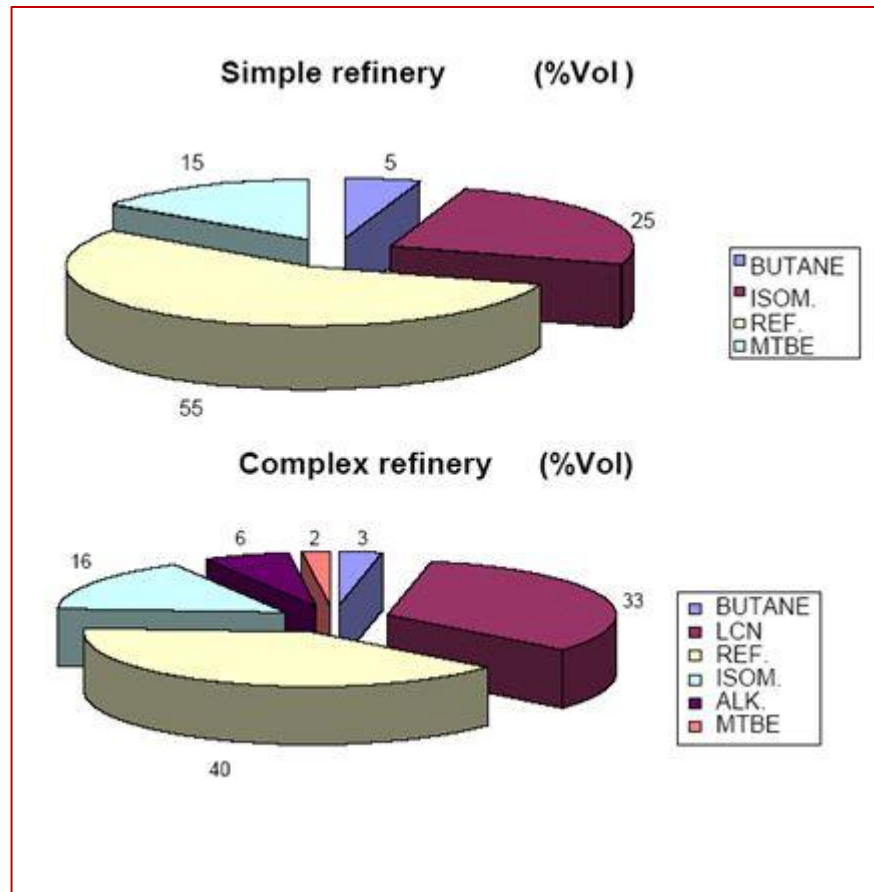 Simple refinery (%Vol )
15
5
25
55
BUTANE
ISOM.
REF.
MTBE
Complex refinery (%Vol)
6
2
3
16
33
40
BUTANE
LCN
REF.
ISOM.
ALK.
MTBE